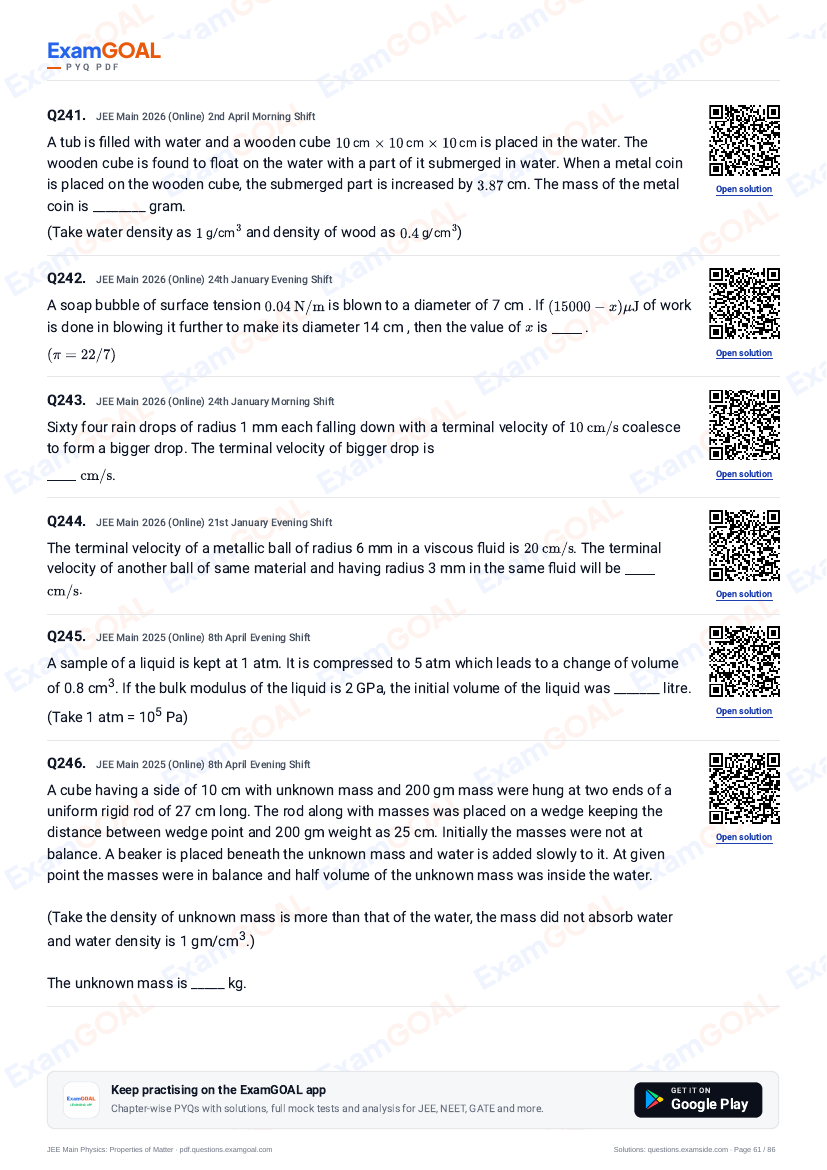 ExamGOAL
PYQ PDF
Q241. JEE Main 2026 (Online) 2nd April Morning Shift
A tub is filled with water and a wooden cube 10 cm × 10 cm × 10 cm is placed in the water. The
wooden cube is found to float on the water with a part of it submerged in water. When a metal coin
is placed on the wooden cube, the submerged part is increased by 3.87 cm. The mass of the metal
coin is ________ gram.
(Take water density as 1 g/cm³ and density of wood as 0.4 g/cm³)
Open solution
Q242. JEE Main 2026 (Online) 24th January Evening Shift
A soap bubble of surface tension 0.04 N/m is blown to a diameter of 7 cm . If (15000 − x)μJ of work
is done in blowing it further to make its diameter 14 cm , then the value of x is ____ .
(π = 22/7)
Open solution
Q243. JEE Main 2026 (Online) 24th January Morning Shift
Sixty four rain drops of radius 1 mm each falling down with a terminal velocity of 10 cm/s coalesce
to form a bigger drop. The terminal velocity of bigger drop is
____ cm/s.
Open solution
Q244. JEE Main 2026 (Online) 21st January Evening Shift
The terminal velocity of a metallic ball of radius 6 mm in a viscous fluid is 20 cm/s. The terminal
velocity of another ball of same material and having radius 3 mm in the same fluid will be ____
cm/s.
Open solution
Q245. JEE Main 2025 (Online) 8th April Evening Shift
A sample of a liquid is kept at 1 atm. It is compressed to 5 atm which leads to a change of volume
of 0.8 cm³. If the bulk modulus of the liquid is 2 GPa, the initial volume of the liquid was ______ litre.
(Take 1 atm = 10⁵ Pa)
Open solution
Q246. JEE Main 2025 (Online) 8th April Evening Shift
A cube having a side of 10 cm with unknown mass and 200 gm mass were hung at two ends of a
uniform rigid rod of 27 cm long. The rod along with masses was placed on a wedge keeping the
distance between wedge point and 200 gm weight as 25 cm. Initially the masses were not at
balance. A beaker is placed beneath the unknown mass and water is added slowly to it. At given
point the masses were in balance and half volume of the unknown mass was inside the water.
(Take the density of unknown mass is more than that of the water, the mass did not absorb water
and water density is 1 gm/cm³.)
The unknown mass is _____ kg.
Open solution
ExamGOAL
Keep practising on the ExamGOAL app
Chapter-wise PYQs with solutions, full mock tests and analysis for JEE, NEET, GATE and more.
GET IT ON
Google Play
JEE Main Physics: Properties of Matter · pdf.questions.examgoal.com
Solutions: questions.examside.com · Page 61 / 86